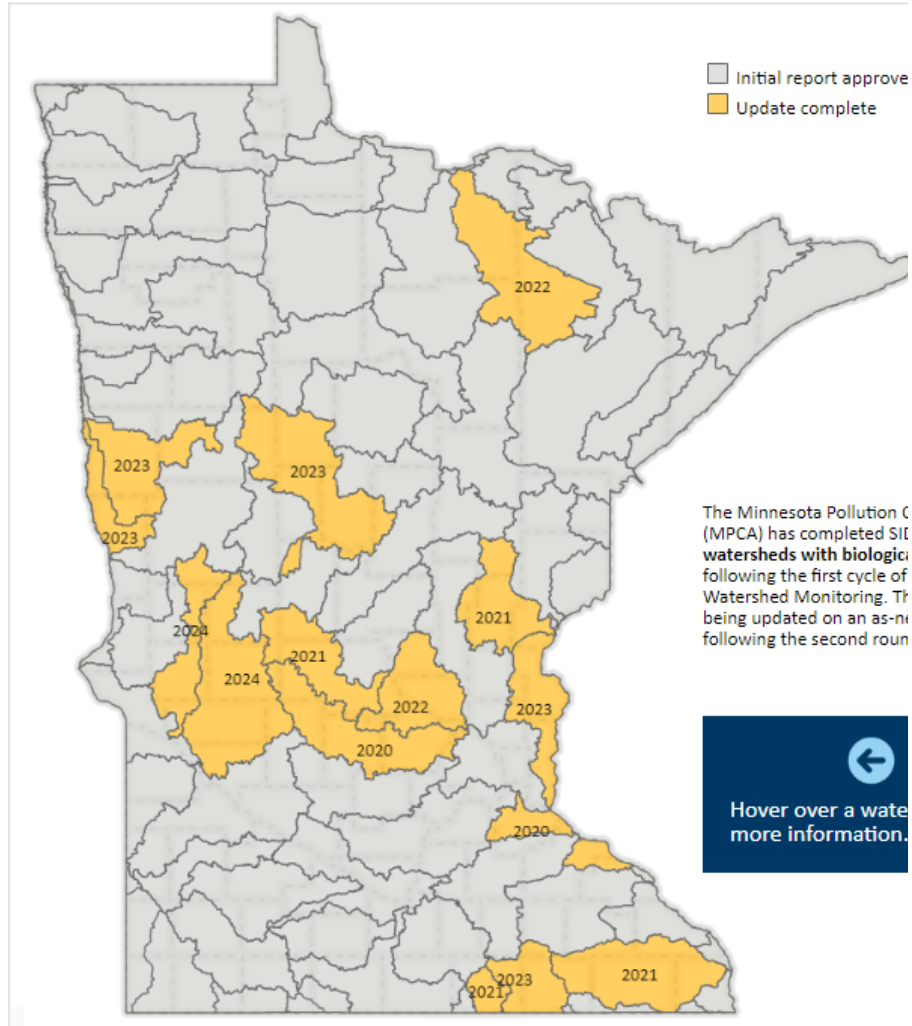 Initial report approve
Update complete
2022
2023
2023
2023
2021
2024
2021
2024
2022
2023
2020
2020
2021
2023
2021
The Minnesota Pollution C
(MPCA) has completed SID
watersheds with biologica
following the first cycle of
Watershed Monitoring. Th
being updated on an as-ne
following the second roun
Hover over a wate
more information.